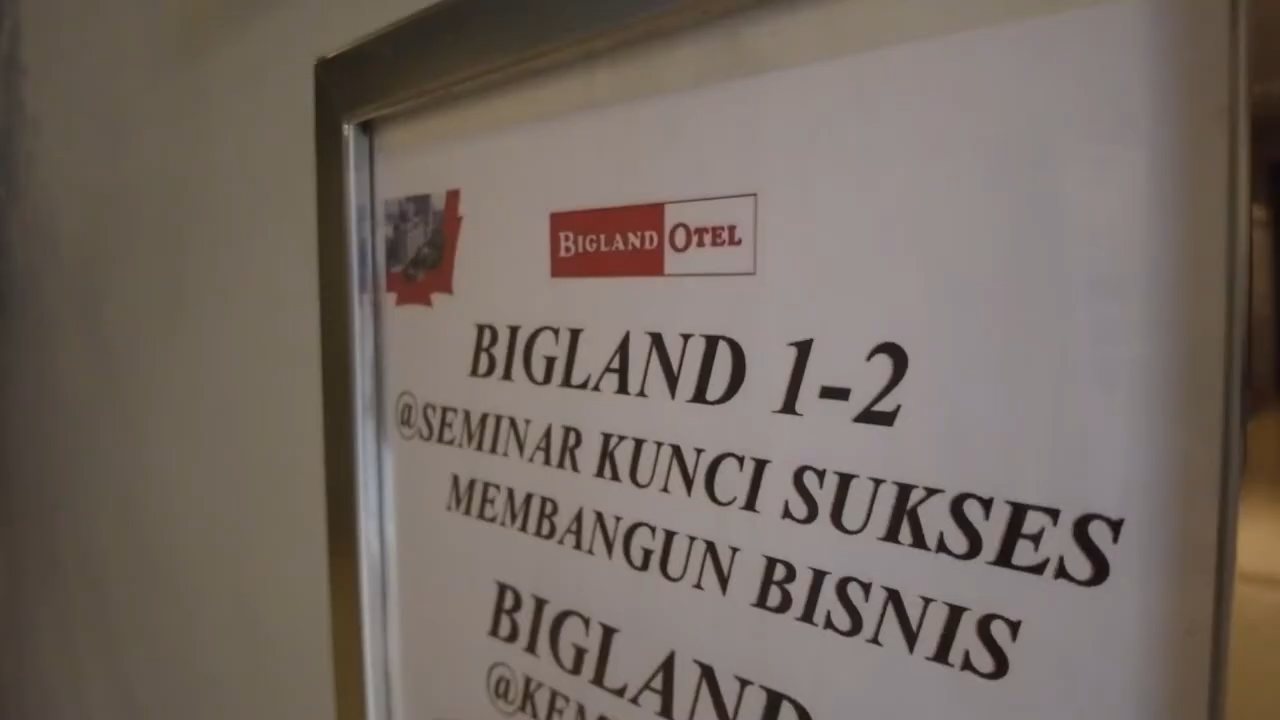 BIGLAND OTEL
BIGLAND 1-2
@SEMINAR KUNCI SUKSES
MEMBANGUN BISNIS
BIGLAND